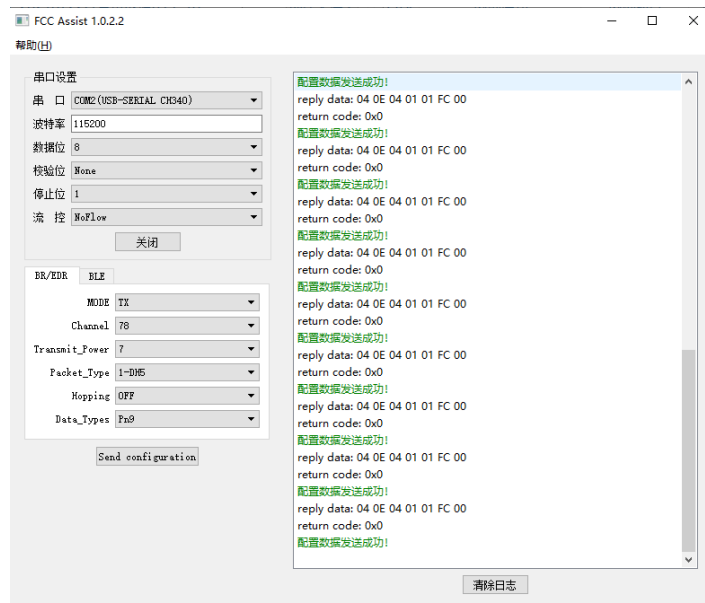 FCC Assist 1.0.2.2
帮助(H)
串口设置
串 口 COM2(USB-SERIAL CH340)
波特率 115200
数据位 8
校验位 None
停止位 1
流 控 NoFlow
关闭
BR/EDR BLE
MODE TX
Channel 78
Transmit_Power 7
Packet_Type 1-DH5
Hopping OFF
Data_Types Pn9
Send configuration
配置数据发送成功!
reply data: 04 0E 04 01 01 FC 00
return code: 0x0
配置数据发送成功!
reply data: 04 0E 04 01 01 FC 00
return code: 0x0
配置数据发送成功!
reply data: 04 0E 04 01 01 FC 00
return code: 0x0
配置数据发送成功!
reply data: 04 0E 04 01 01 FC 00
return code: 0x0
配置数据发送成功!
reply data: 04 0E 04 01 01 FC 00
return code: 0x0
配置数据发送成功!
reply data: 04 0E 04 01 01 FC 00
return code: 0x0
配置数据发送成功!
reply data: 04 0E 04 01 01 FC 00
return code: 0x0
配置数据发送成功!
reply data: 04 0E 04 01 01 FC 00
return code: 0x0
配置数据发送成功!
reply data: 04 0E 04 01 01 FC 00
return code: 0x0
配置数据发送成功!
清除日志